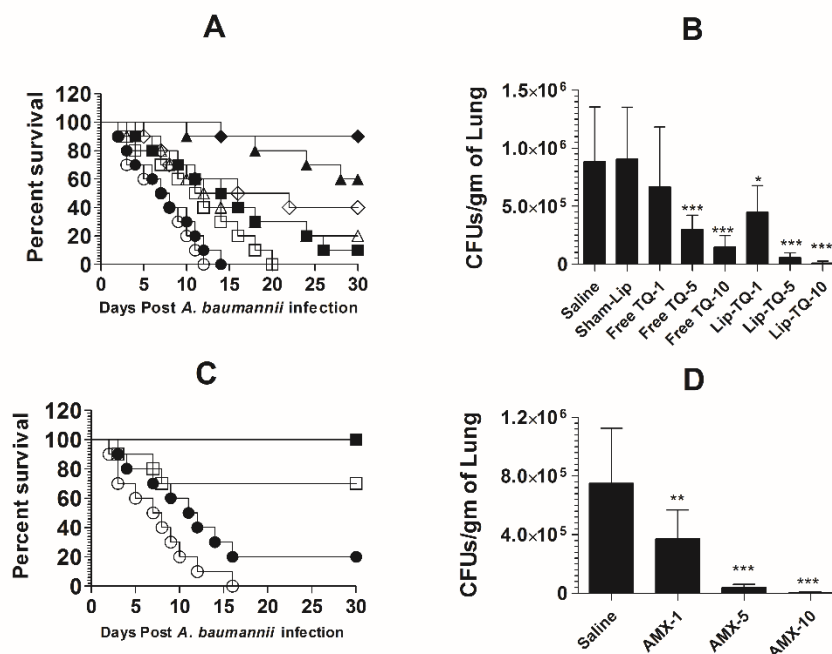 A
120
100
80
60
40
20
0
Percent survival
0 5 10 15 20 25 30
Days Post A. baumannii infection
B
1.5×10⁶
1.0×10⁶
5.0×10⁵
0
CFUs/gm of Lung
*
***
***
***
***
Saline
Sham-Lip
Free TQ-1
Free TQ-5
Free TQ-10
Lip-TQ-1
Lip-TQ-5
Lip-TQ-10
C
120
100
80
60
40
20
0
Percent survival
0 5 10 15 20 25 30
Days Post A. baumannii infection
D
1.2×10⁶
8.0×10⁵
4.0×10⁵
0
CFUs/gm of Lung
**
***
***
Saline
AMX-1
AMX-5
AMX-10